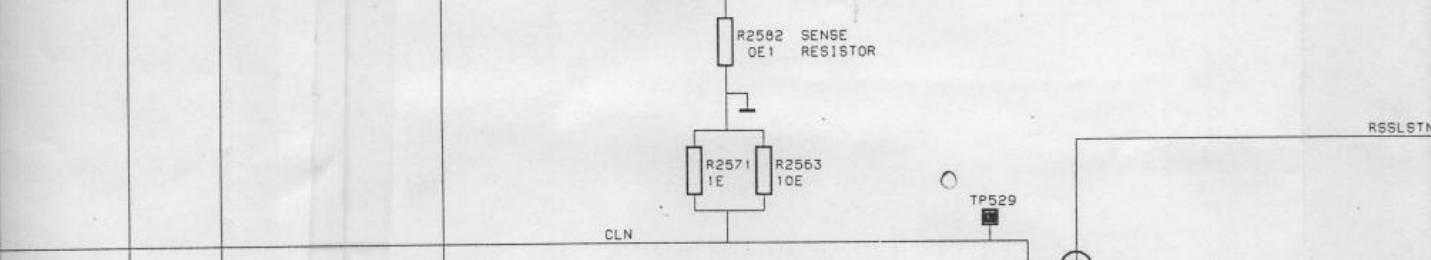 R2582 SENSE
0E1 RESISTOR
RSSLSTN
R2571 R2563
1E 10E
TP529
CLN